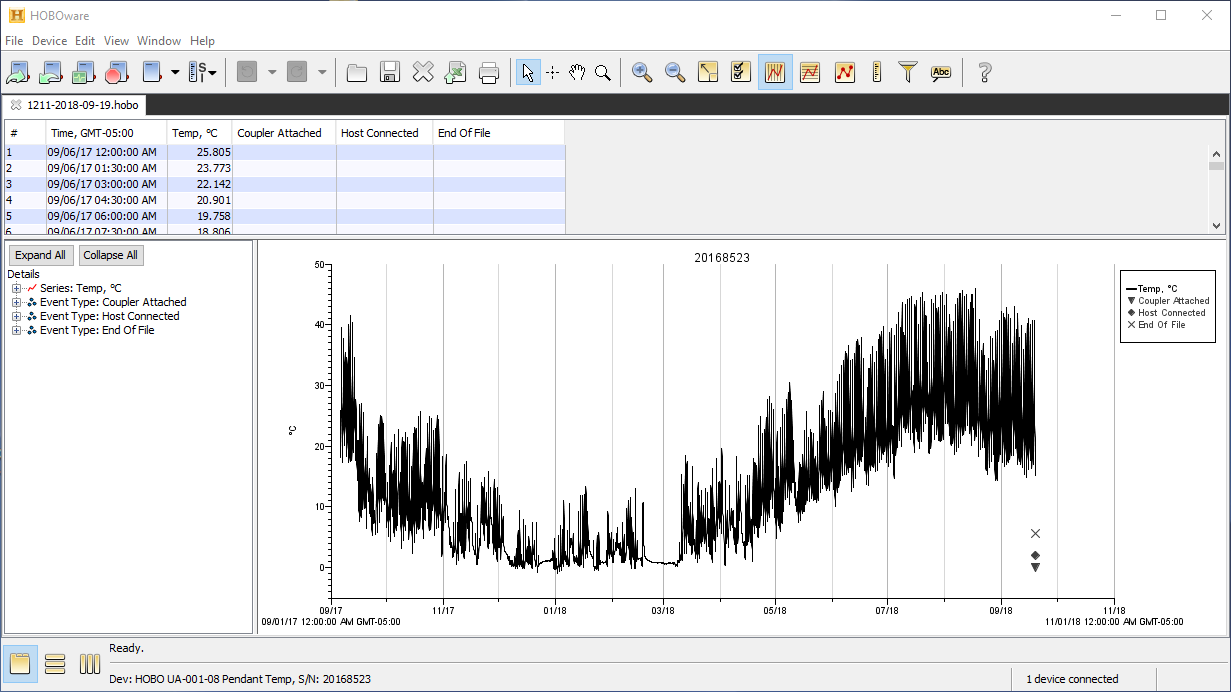 HOBOware
File Device Edit View Window Help
Abc
1211-2018-09-19.hobo
# Time, GMT-05:00 Temp, °C Coupler Attached Host Connected End Of File
1 09/06/17 12:00:00 AM 25.805
2 09/06/17 01:30:00 AM 23.773
3 09/06/17 03:00:00 AM 22.142
4 09/06/17 04:30:00 AM 20.901
5 09/06/17 06:00:00 AM 19.758
6 09/06/17 07:30:00 AM 18.806
Expand All Collapse All
Details
Series: Temp, °C
Event Type: Coupler Attached
Event Type: Host Connected
Event Type: End Of File
20168523
50
40
30
20
10
0
°C
09/17 11/17 01/18 03/18 05/18 07/18 09/18 11/18
09/01/17 12:00:00 AM GMT-05:00 11/01/18 12:00:00 AM GMT-05:00
Temp, °C
Coupler Attached
Host Connected
End Of File
Ready.
Dev: HOBO UA-001-08 Pendant Temp, S/N: 20168523 1 device connected